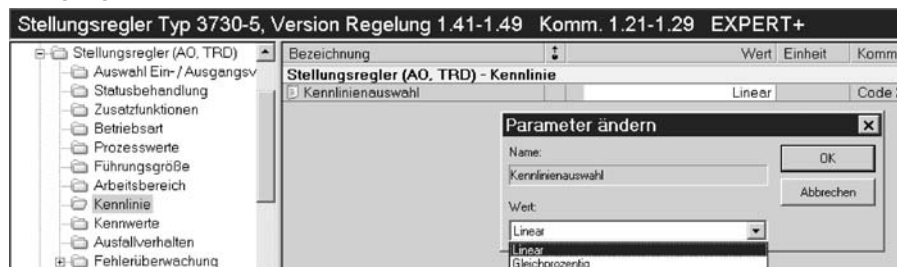 Stellungsregler Typ 3730-5, Version Regelung 1.41-1.49 Komm. 1.21-1.29 EXPERT+
Stellungsregler (AO, TRD)
Auswahl Ein-/Ausgangsv
Statusbehandlung
Zusatzfunktionen
Betriebsart
Prozesswerte
Führungsgröße
Arbeitsbereich
Kennlinie
Kennwerte
Ausfallverhalten
Fehlerüberwachung
Bezeichnung Wert Einheit Komm
Stellungsregler (AO, TRD) - Kennlinie
Kennlinienauswahl Linear Code
Parameter ändern
Name:
Kennlinienauswahl
Wert:
Linear
Linear
Gleichprozentig
OK
Abbrechen